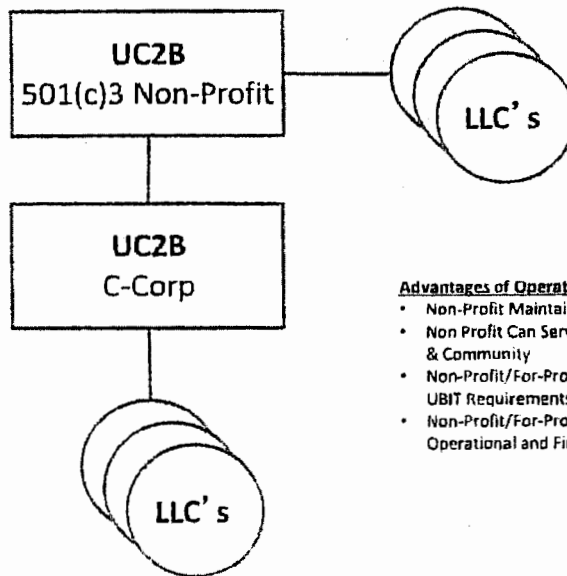 UC2B
501(c)3 Non-Profit
LLC's
UC2B
C-Corp
Advantages of Operat
• Non-Profit Maintai
• Non Profit Can Serv
& Community
• Non-Profit/For-Pro
UBIT Requirements
• Non-Profit/For-Pro
Operational and Fi
LLC's